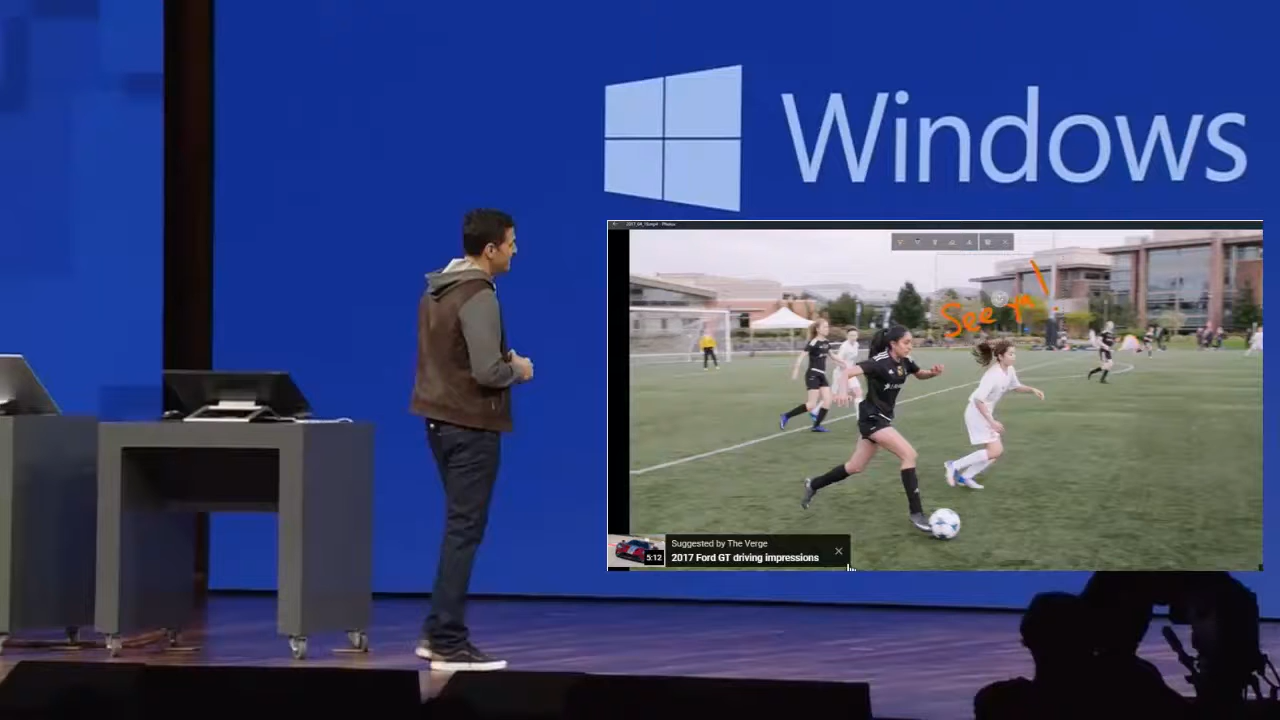 Windows
See ya!
Suggested by The Verge
5:12
2017 Ford GT driving impressions